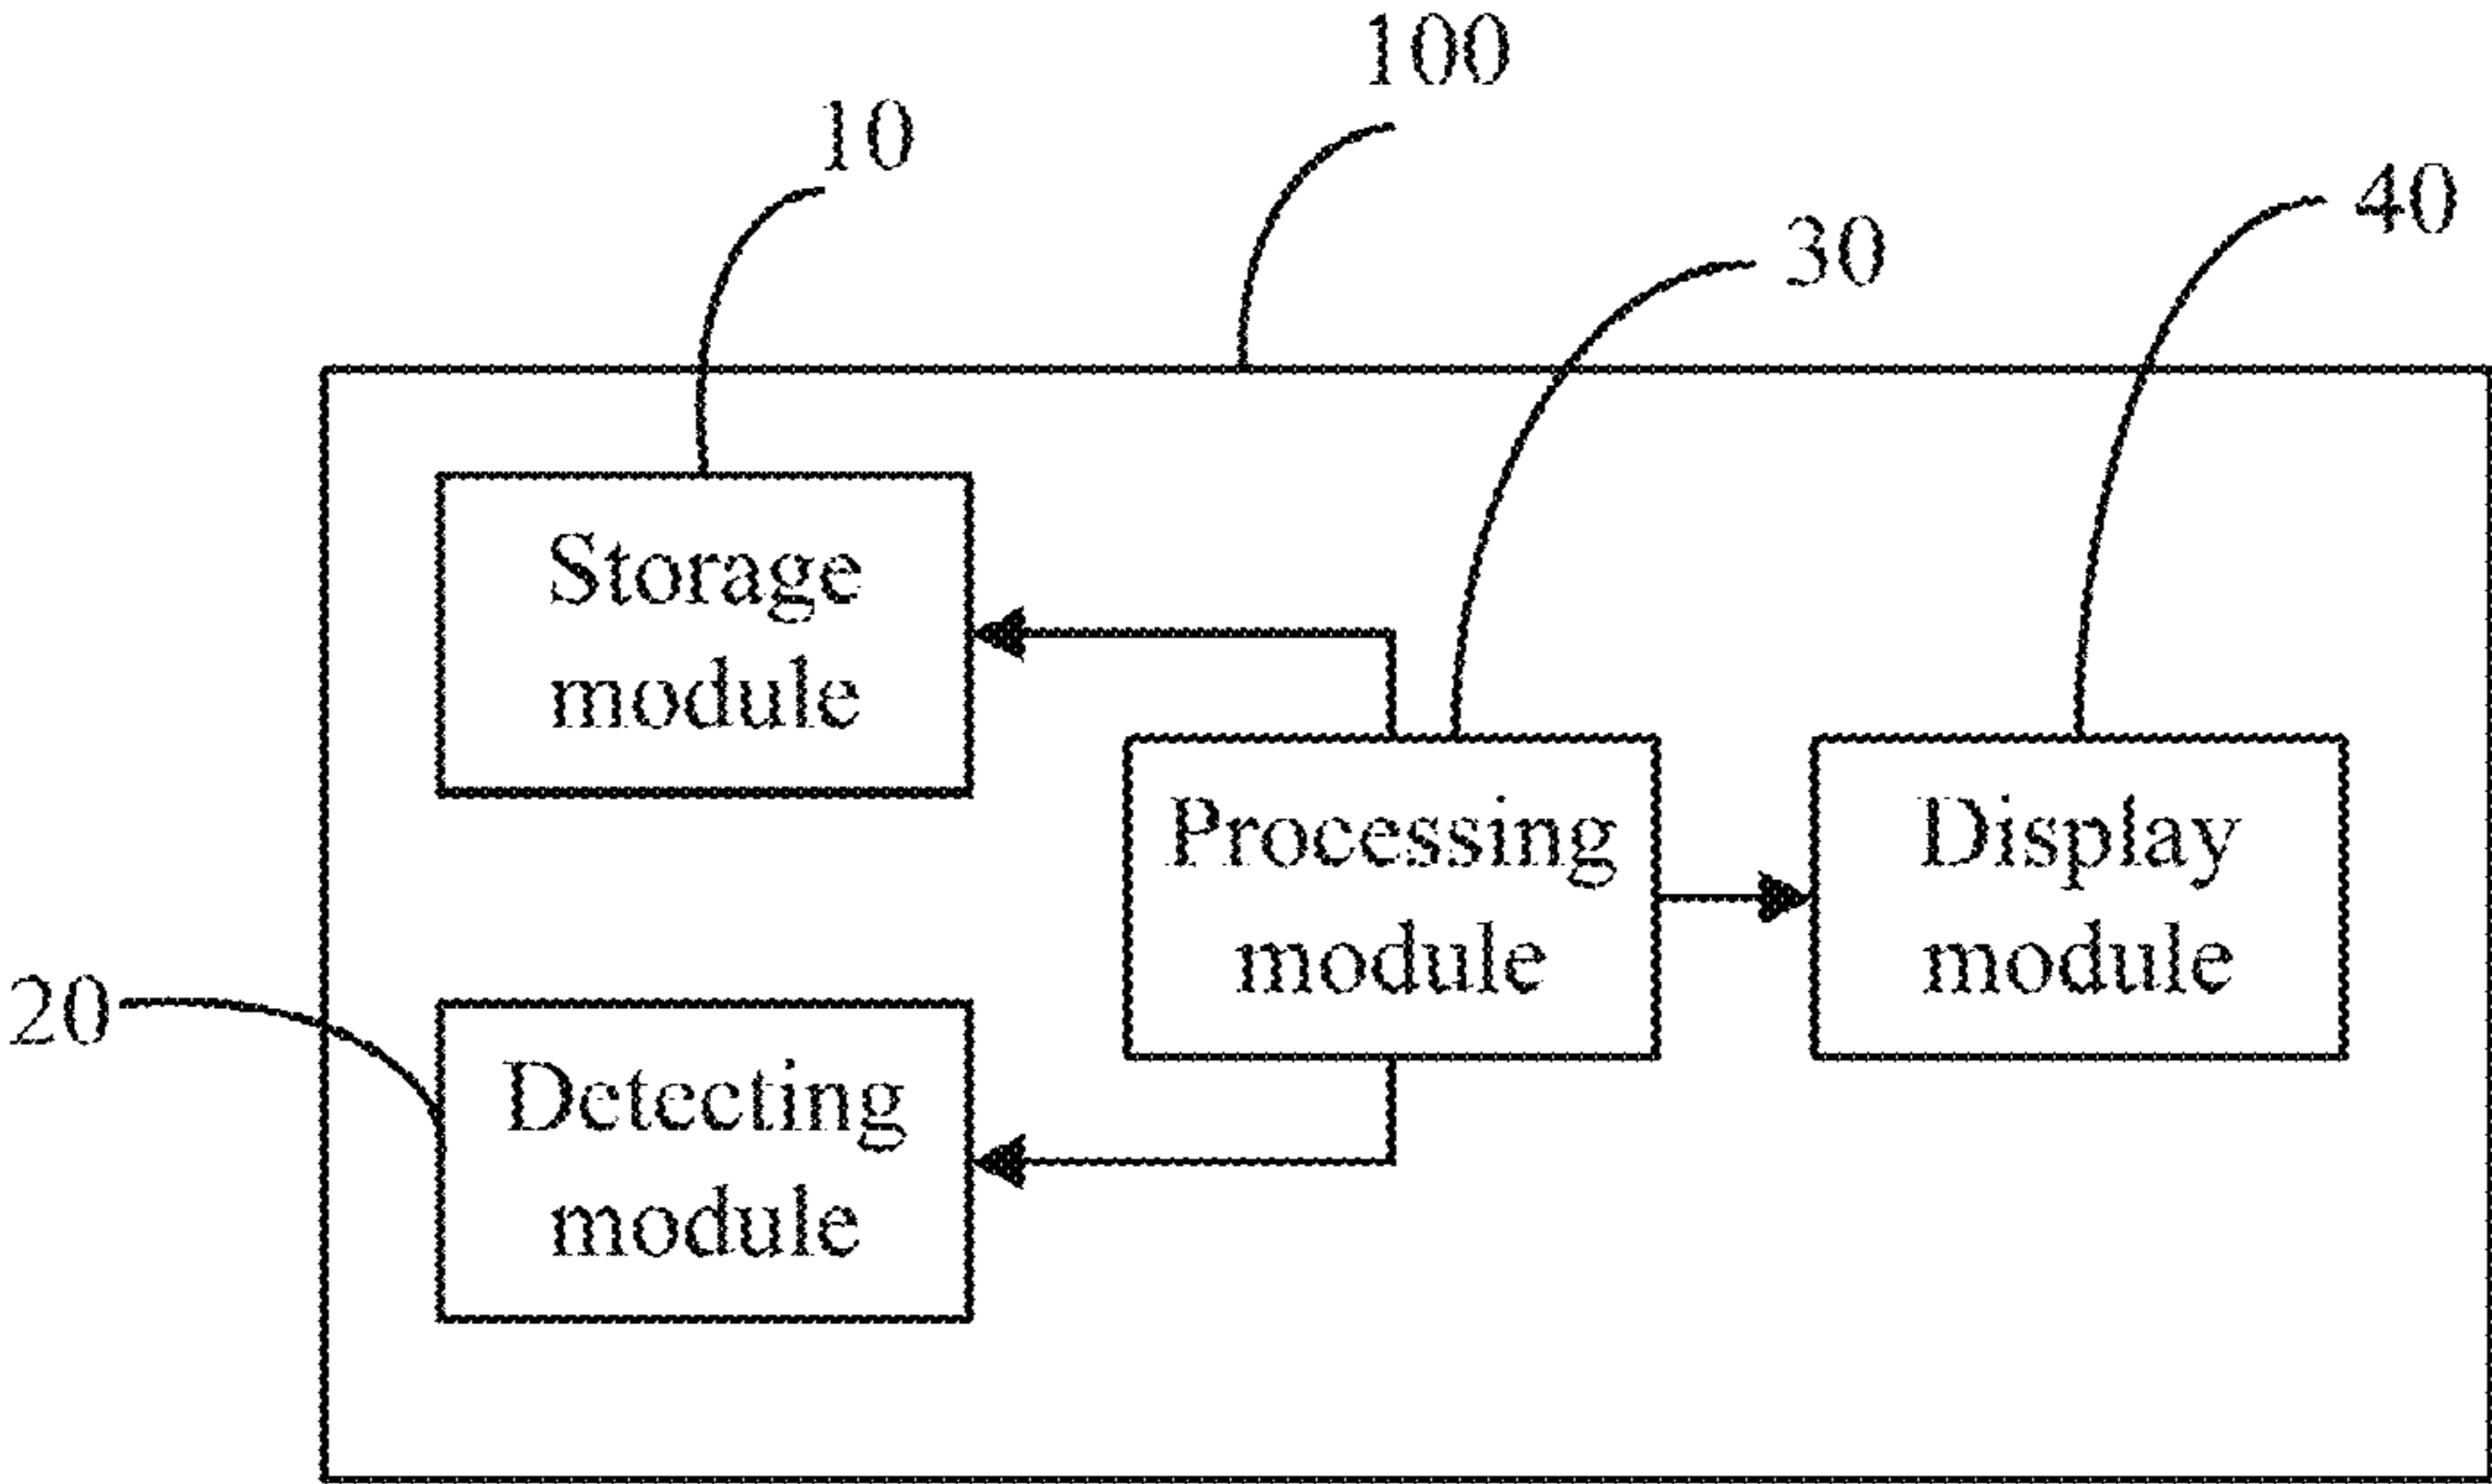 100
10
40
30
Storage
module
Processing
module
Display
module
20
Detecting
module